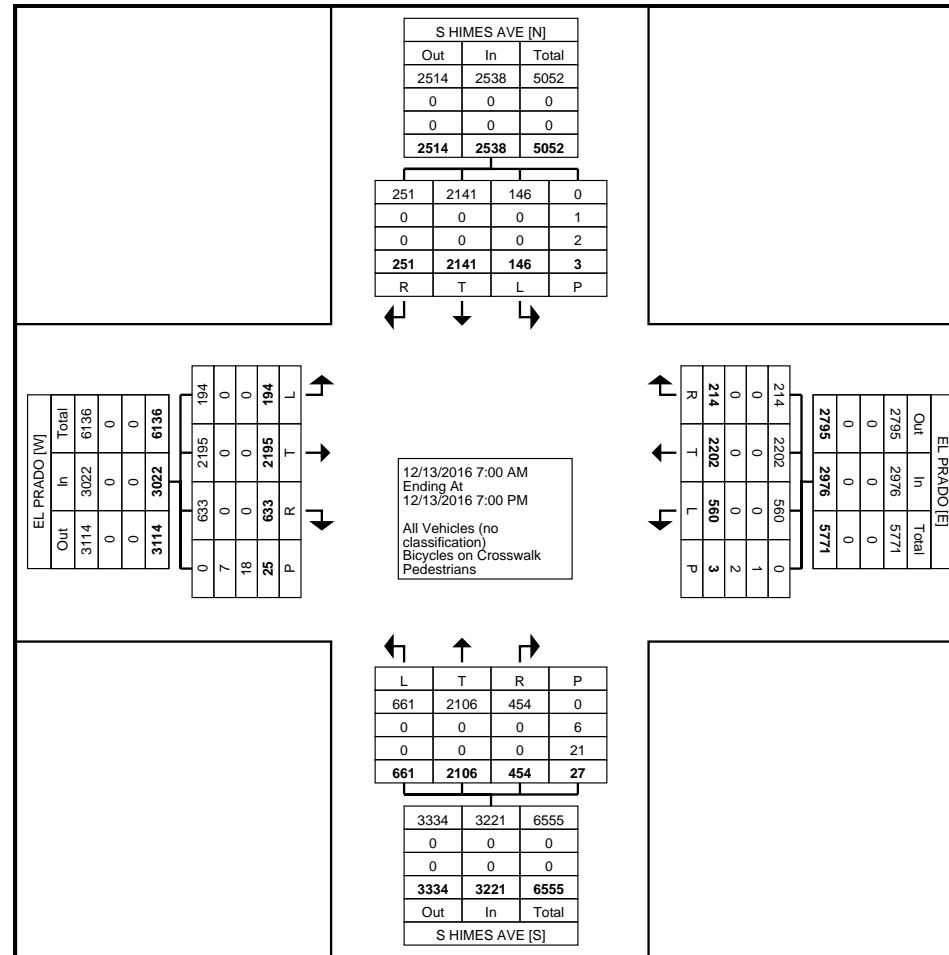 S HIMES AVE [N]
Out In Total
2514 2538 5052
0 0 0
0 0 0
2514 2538 5052
251 2141 146 0
0 0 0 1
0 0 0 2
251 2141 146 3
R T L P
EL PRADO [W]
Total In Out
6136 3022 3114
0 0 0
0 0 0
6136 3022 3114
194 2195 633 0
0 0 0 7
0 0 0 18
194 2195 633 25
L T R P
12/13/2016 7:00 AM
Ending At
12/13/2016 7:00 PM
All Vehicles (no
classification)
Bicycles on Crosswalk
Pedestrians
EL PRADO [E]
Out In Total
2795 2976 5771
0 0 0
0 0 0
2795 2976 5771
214 2202 560 0
0 0 0 1
0 0 0 2
214 2202 560 3
R T L P
L T R P
661 2106 454 0
0 0 0 6
0 0 0 21
661 2106 454 27
3334 3221 6555
0 0 0
0 0 0
3334 3221 6555
Out In Total
S HIMES AVE [S]